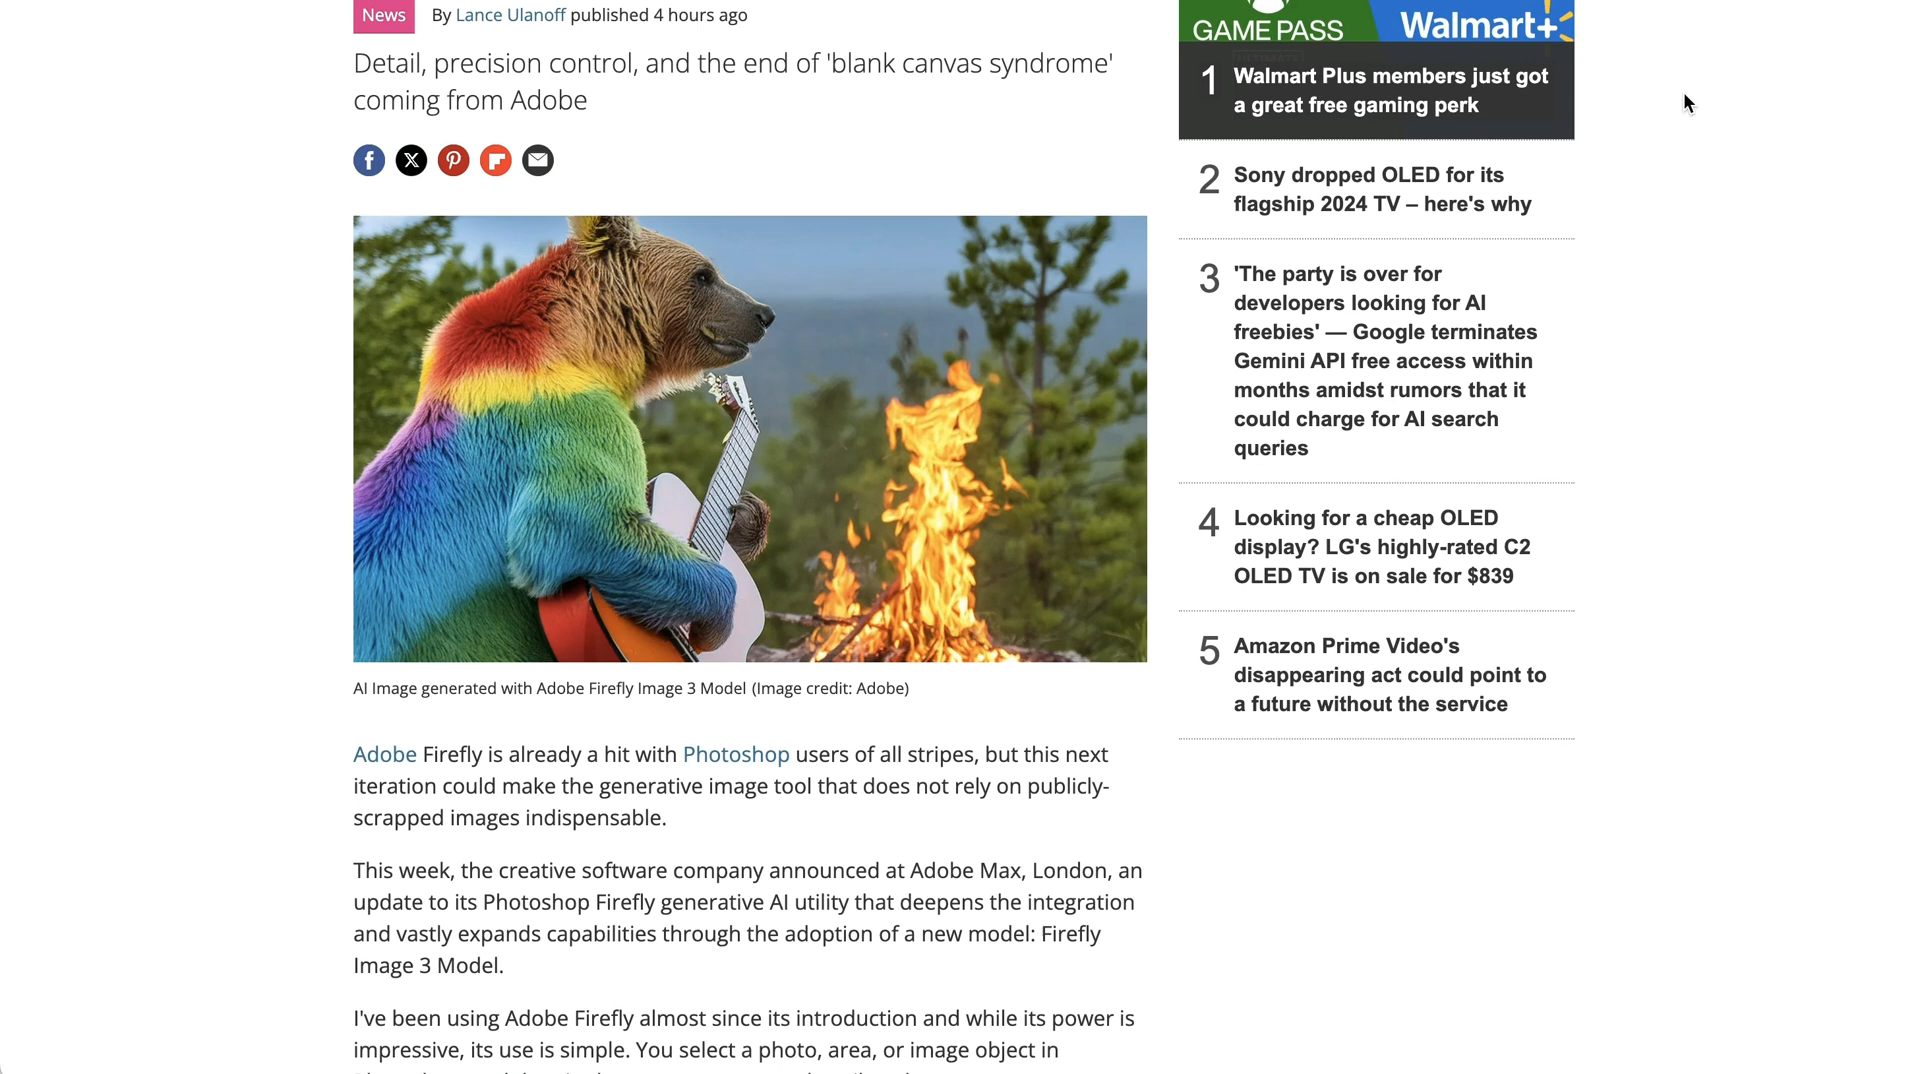 News
By Lance Ulanoff published 4 hours ago
Detail, precision control, and the end of 'blank canvas syndrome'
coming from Adobe
AI Image generated with Adobe Firefly Image 3 Model (Image credit: Adobe)
Adobe Firefly is already a hit with Photoshop users of all stripes, but this next
iteration could make the generative image tool that does not rely on publicly-
scrapped images indispensable.
This week, the creative software company announced at Adobe Max, London, an
update to its Photoshop Firefly generative AI utility that deepens the integration
and vastly expands capabilities through the adoption of a new model: Firefly
Image 3 Model.
I've been using Adobe Firefly almost since its introduction and while its power is
impressive, its use is simple. You select a photo, area, or image object in
GAME PASS
Walmart+
1
Walmart Plus members just got
a great free gaming perk
2
Sony dropped OLED for its
flagship 2024 TV – here's why
3
'The party is over for
developers looking for AI
freebies' — Google terminates
Gemini API free access within
months amidst rumors that it
could charge for AI search
queries
4
Looking for a cheap OLED
display? LG's highly-rated C2
OLED TV is on sale for $839
5
Amazon Prime Video's
disappearing act could point to
a future without the service